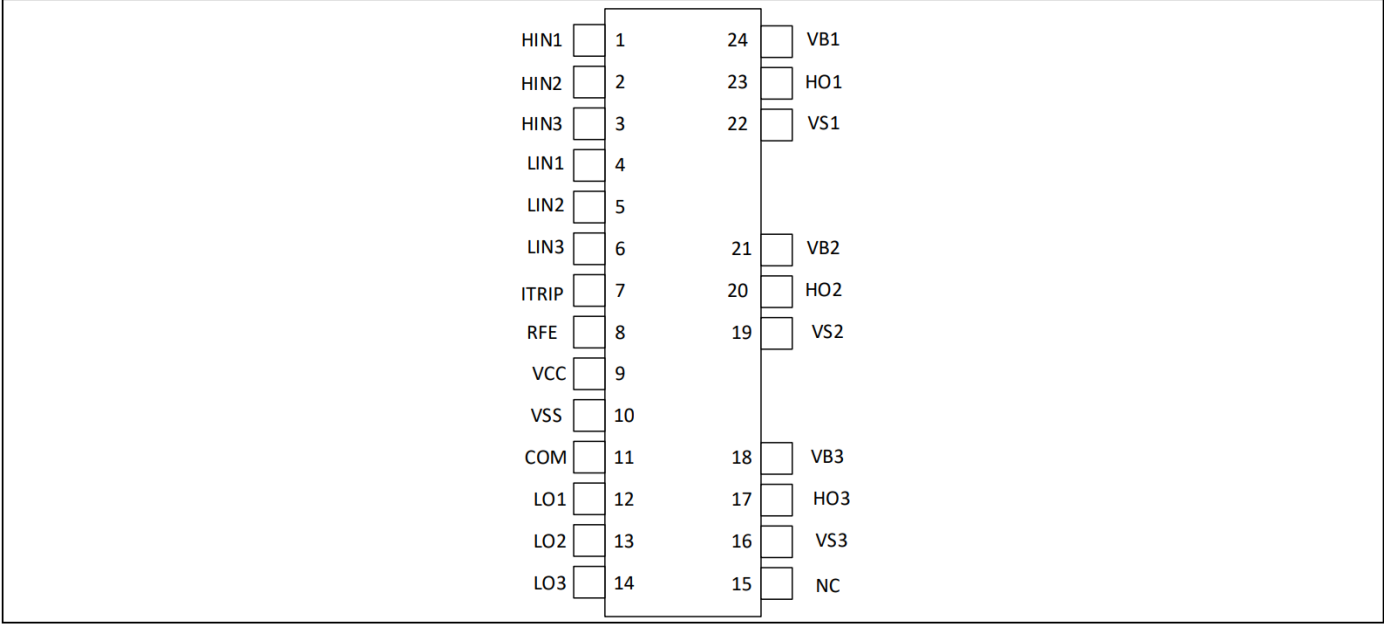 HIN1 1 24 VB1
HIN2 2 23 HO1
HIN3 3 22 VS1
LIN1 4
LIN2 5
LIN3 6 21 VB2
ITRIP 7 20 HO2
RFE 8 19 VS2
VCC 9
VSS 10
COM 11 18 VB3
LO1 12 17 HO3
LO2 13 16 VS3
LO3 14 15 NC